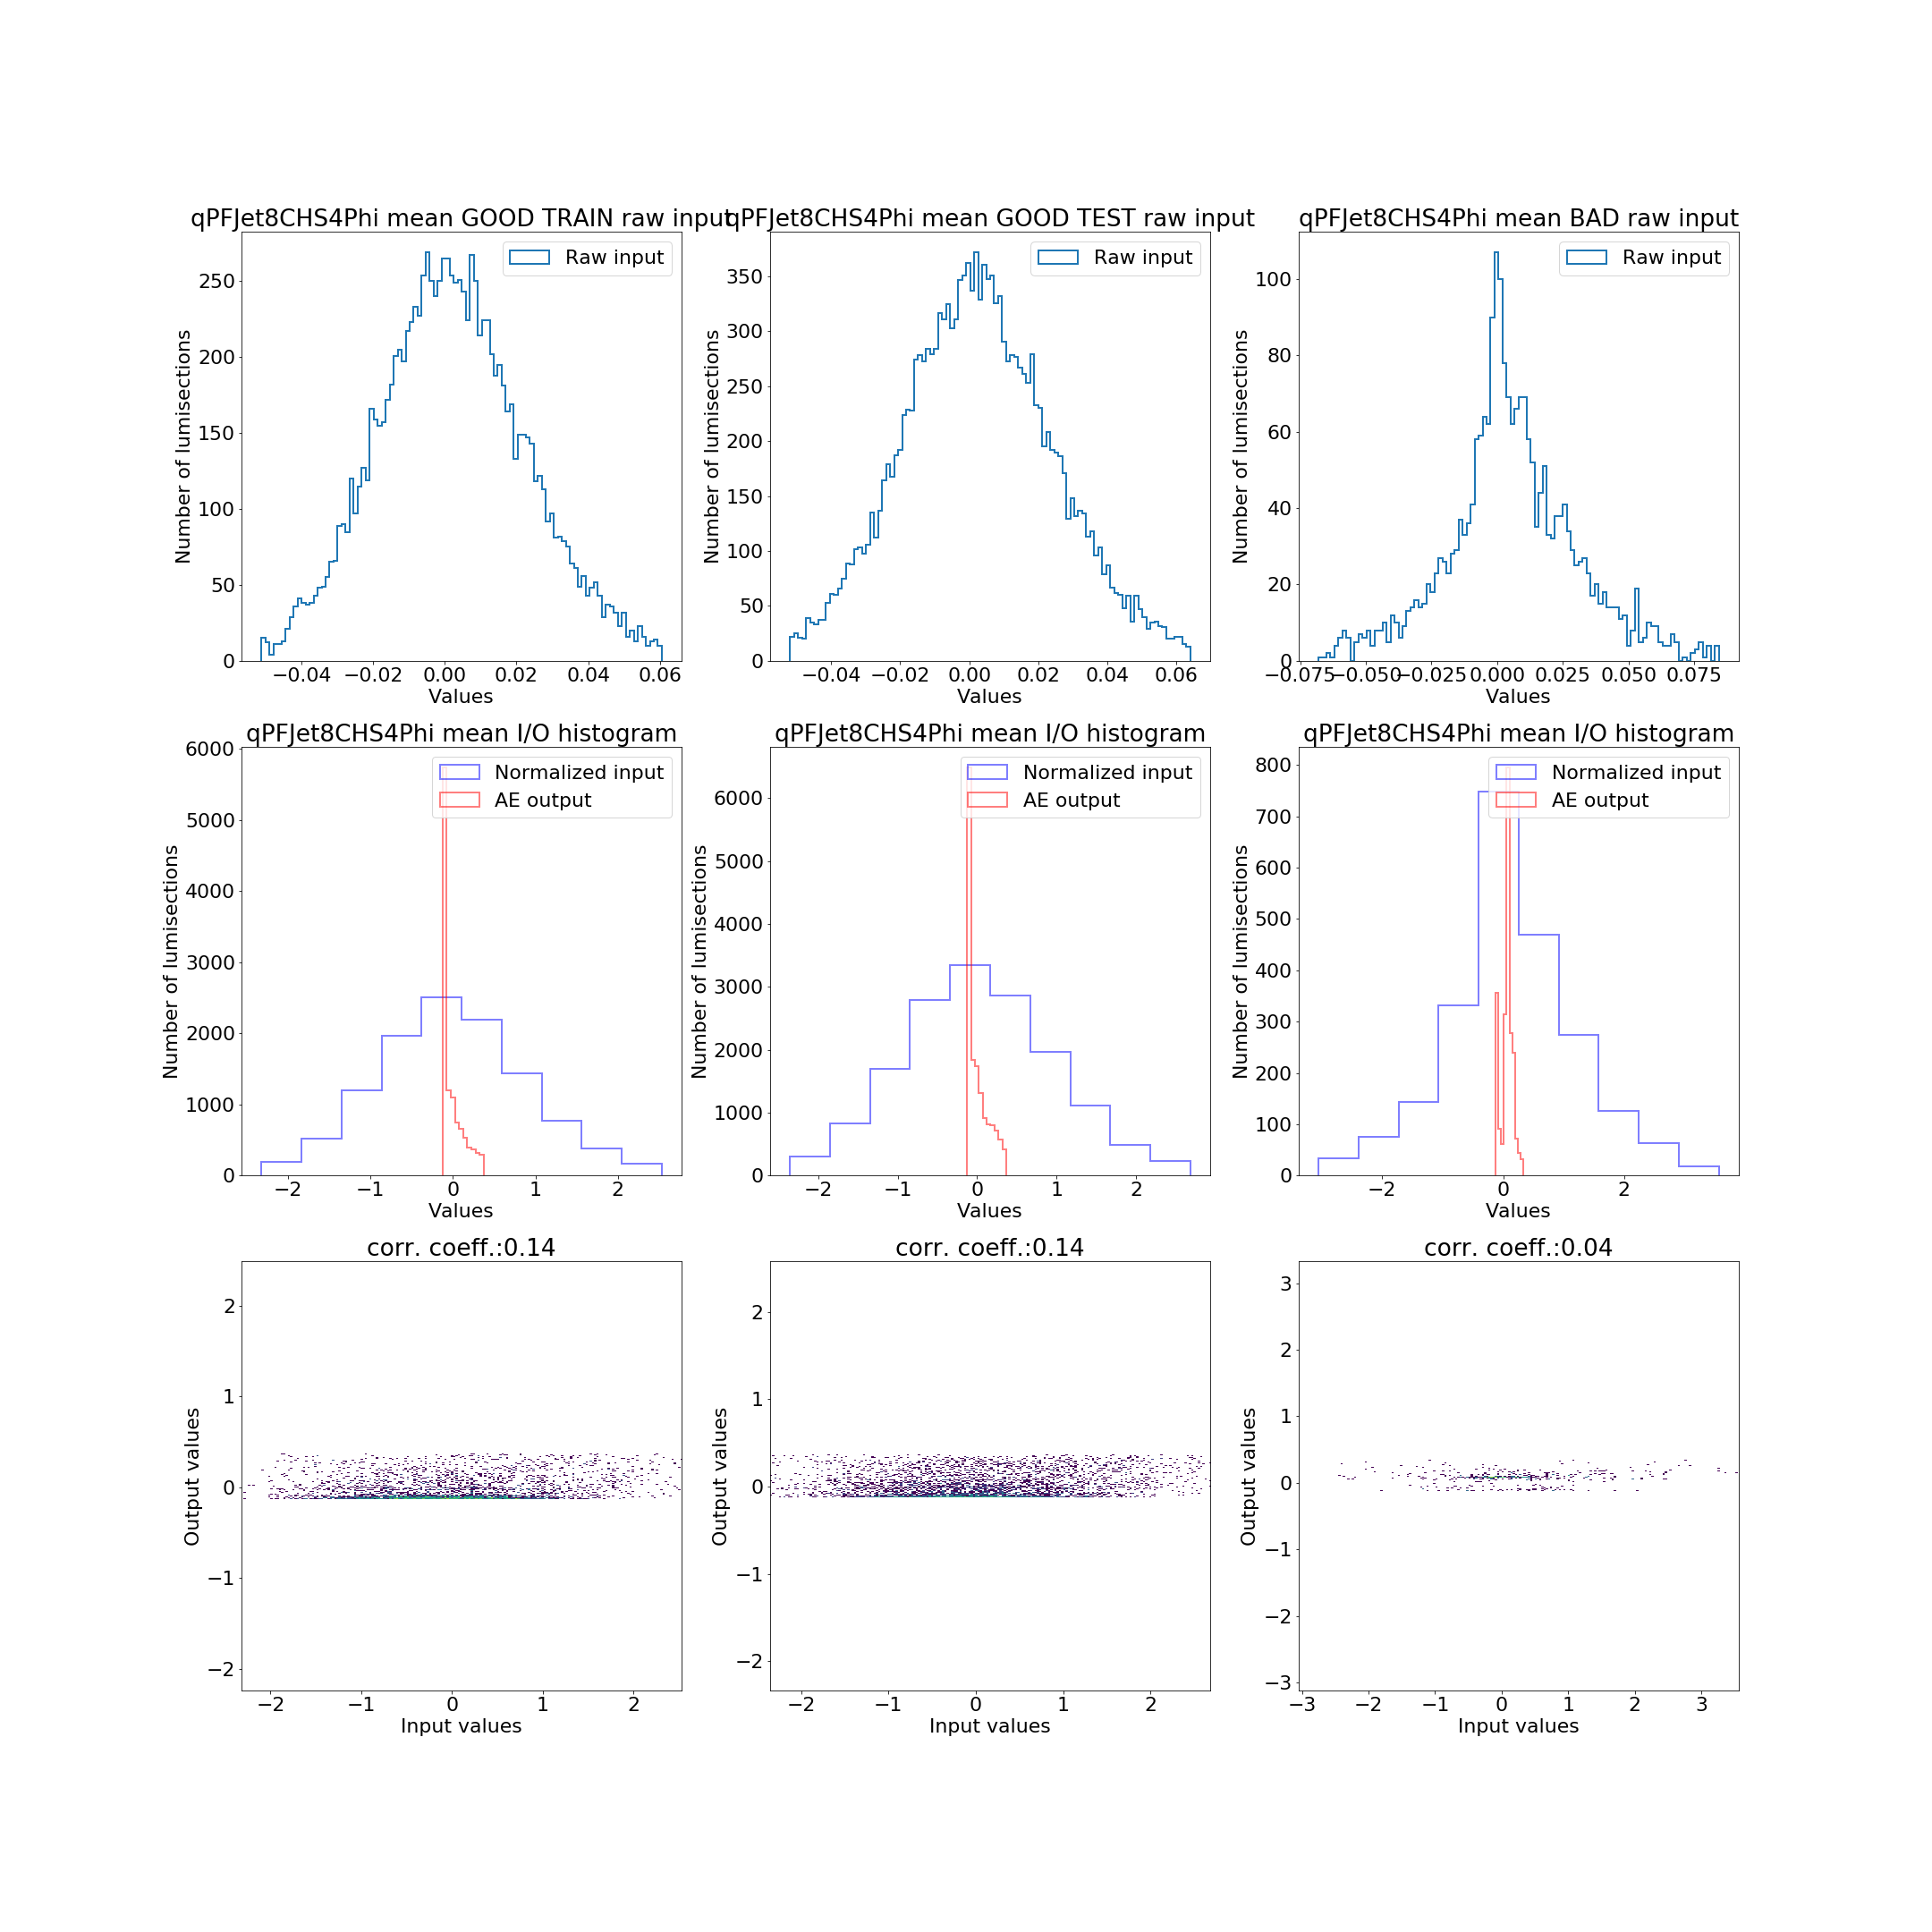 qPFJet8CHS4Phi mean GOOD TRAIN raw input
Raw input
Number of lumisections
0
50
100
150
200
250
−0.04 −0.02 0.00 0.02 0.04 0.06
Values
qPFJet8CHS4Phi mean GOOD TEST raw input
Raw input
Number of lumisections
0
50
100
150
200
250
300
350
−0.04 −0.02 0.00 0.02 0.04 0.06
Values
qPFJet8CHS4Phi mean BAD raw input
Raw input
Number of lumisections
0
20
40
60
80
100
−0.075 −0.050 −0.025 0.000 0.025 0.050 0.075
Values
qPFJet8CHS4Phi mean I/O histogram
Normalized input
AE output
Number of lumisections
0
1000
2000
3000
4000
5000
6000
−2 −1 0 1 2
Values
qPFJet8CHS4Phi mean I/O histogram
Normalized input
AE output
Number of lumisections
0
1000
2000
3000
4000
5000
6000
−2 −1 0 1 2
Values
qPFJet8CHS4Phi mean I/O histogram
Normalized input
AE output
Number of lumisections
0
100
200
300
400
500
600
700
800
−2 0 2
Values
corr. coeff.:0.14
Output values
−2
−1
0
1
2
−2 −1 0 1 2
Input values
corr. coeff.:0.14
Output values
−2
−1
0
1
2
−2 −1 0 1 2
Input values
corr. coeff.:0.04
Output values
−3
−2
−1
0
1
2
3
−3 −2 −1 0 1 2 3
Input values